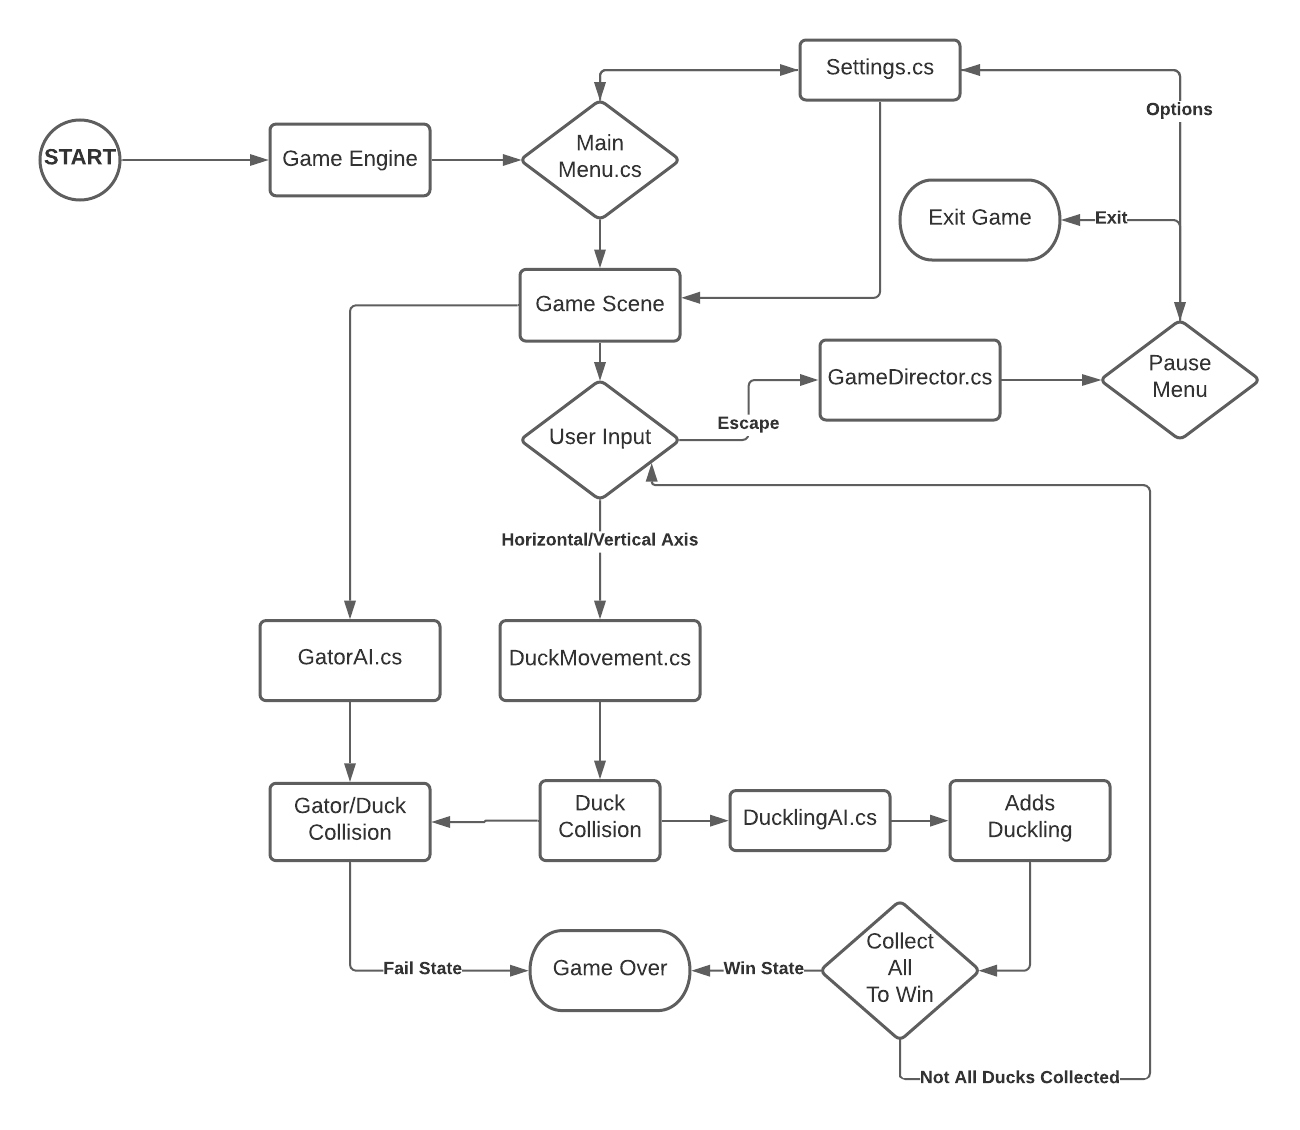 Settings.cs
Options
START
Game Engine
Main
Menu.cs
Exit Game
Exit
Game Scene
Pause
Menu
GameDirector.cs
Escape
User Input
Horizontal/Vertical Axis
GatorAI.cs
DuckMovement.cs
Gator/Duck
Collision
Duck
Collision
DucklingAI.cs
Adds
Duckling
Collect
All
To Win
Fail State
Game Over
Win State
Not All Ducks Collected